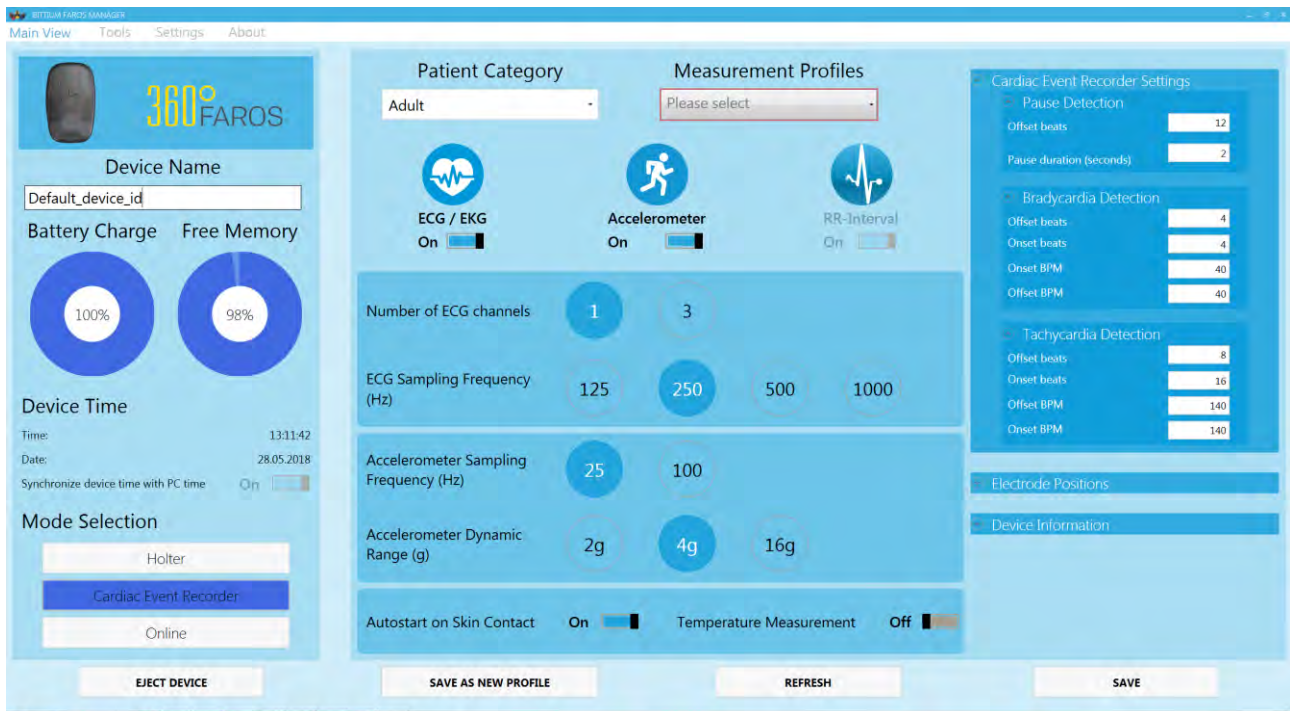 BITTIUM FAROS MANAGER
Main View Tools Settings About
360° FAROS
Device Name
Default_device_id
Battery Charge Free Memory
100% 98%
Device Time
Time: 13:11:42
Date: 28.05.2018
Synchronize device time with PC time On
Mode Selection
Holter
Cardiac Event Recorder
Online
EJECT DEVICE
Patient Category Measurement Profiles
Adult Please select
ECG / EKG Accelerometer RR-Interval
On On On
Number of ECG channels 1 3
ECG Sampling Frequency
(Hz) 125 250 500 1000
Accelerometer Sampling
Frequency (Hz) 25 100
Accelerometer Dynamic
Range (g) 2g 4g 16g
Autostart on Skin Contact On Temperature Measurement Off
SAVE AS NEW PROFILE REFRESH
Cardiac Event Recorder Settings
Pause Detection
Offset beats 12
Pause duration (seconds) 2
Bradycardia Detection
Offset beats 4
Onset beats 4
Onset BPM 40
Offset BPM 40
Tachycardia Detection
Offset beats 8
Onset beats 16
Offset BPM 140
Onset BPM 140
Electrode Positions
Device Information
SAVE